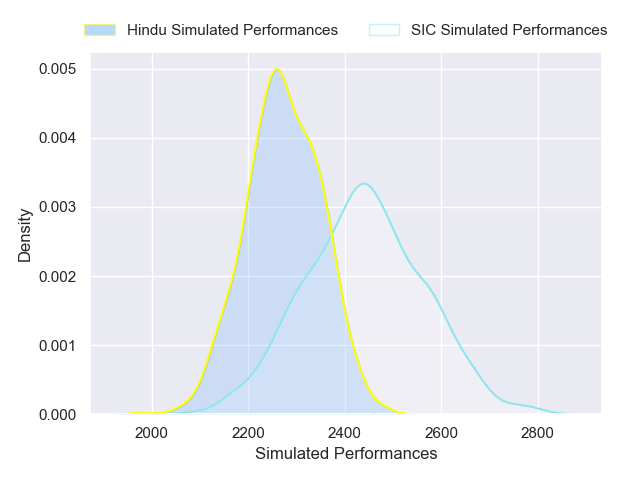 Hindu Simulated Performances SIC Simulated Performances
0.005
0.004
0.003
0.002
0.001
0.000
Density
2000 2200 2400 2600 2800
Simulated Performances